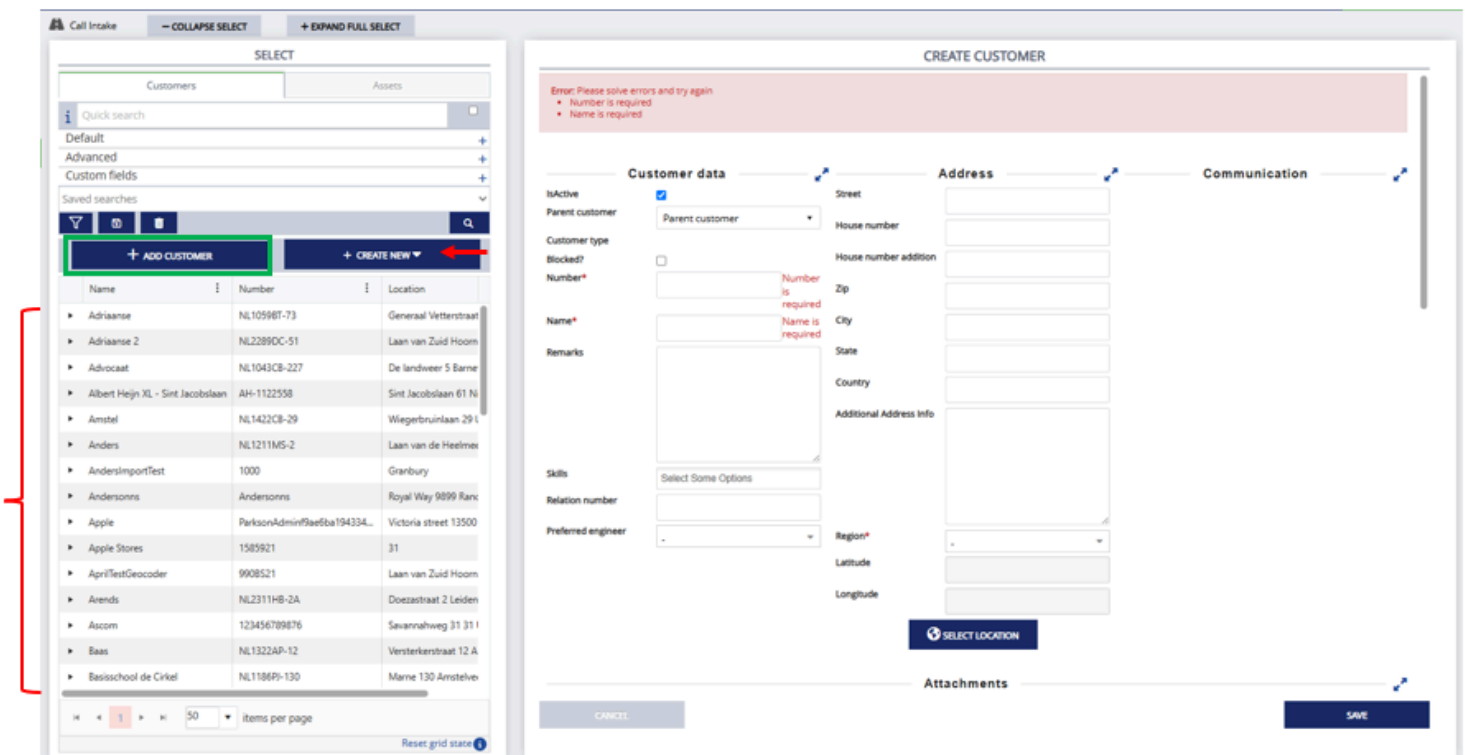 Call Intake
− COLLAPSE SELECT
+ EXPAND FULL SELECT
SELECT
Customers
Assets
Quick search
Default
Advanced
Custom fields
Saved searches
+ ADD CUSTOMER
+ CREATE NEW
Name Number Location
Adriaanse NL1059BT-73 Generaal Vetterstraat
Adriaanse 2 NL2289DC-51 Laan van Zuid Hoorn
Advocaat NL1043CB-227 De landweer 5 Barne
Albert Heijn XL - Sint Jacobslaan AH-1122558 Sint Jacobslaan 61 Ni
Amstel NL1422CB-29 Wiegerbruinlaan 29 U
Anders NL1211MS-2 Laan van de Heelmee
AndersImportTest 1000 Granbury
Andersonns Andersonns Royal Way 9899 Ranc
Apple ParksonAdminf9ae6ba194334... Victoria street 13500
Apple Stores 1585921 31
AprilTestGeocoder 9908521 Laan van Zuid Hoorn
Arends NL2311HB-2A Doezastraat 2 Leiden
Ascom 123456789876 Savannahweg 31 31
Baas NL1322AP-12 Versterkerstraat 12 A
Basisschool de Cirkel NL1186PJ-130 Marne 130 Amstelve
1 50 items per page
Reset grid state
CREATE CUSTOMER
Error: Please solve errors and try again
• Number is required
• Name is required
Customer data
IsActive
Parent customer Parent customer
Customer type
Blocked?
Number* Number
is
required
Name* Name is
required
Remarks
Skills Select Some Options
Relation number
Preferred engineer -
Address
Street
House number
House number addition
Zip
City
State
Country
Additional Address Info
Region* -
Latitude
Longitude
SELECT LOCATION
Communication
Attachments
CANCEL
SAVE